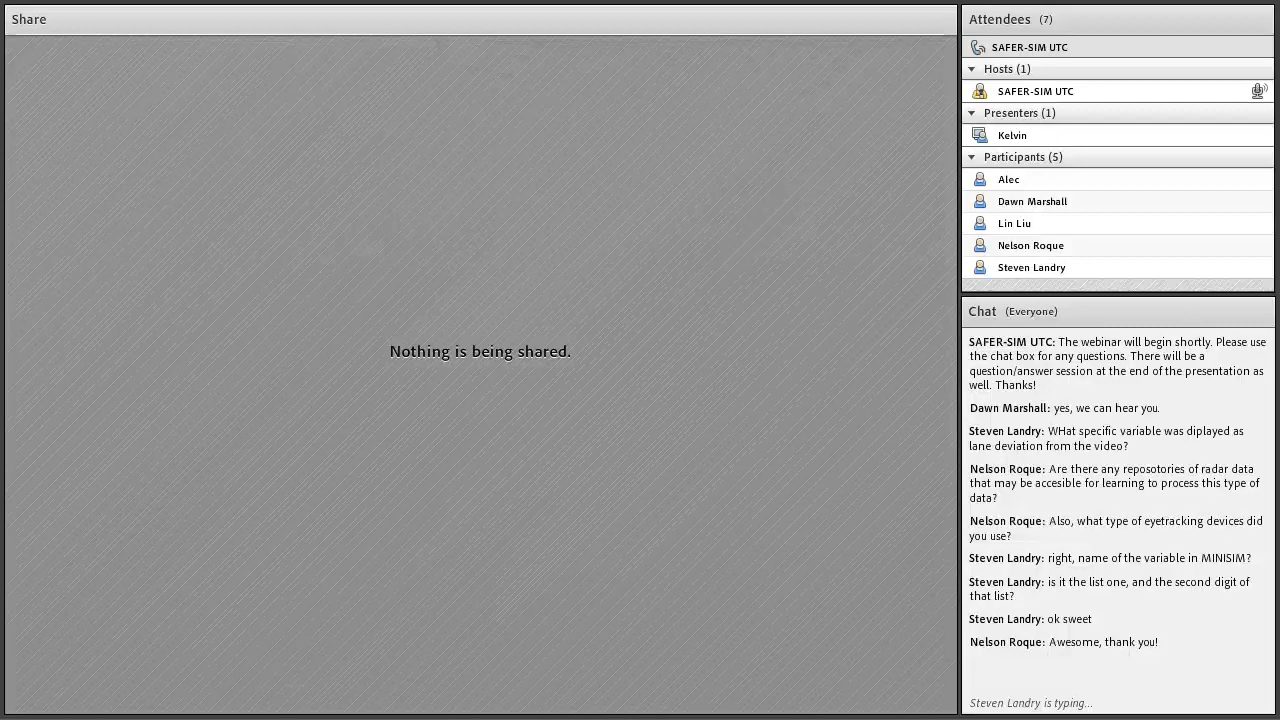 Share
Nothing is being shared.
Attendees (7)
SAFER-SIM UTC
Hosts (1)
SAFER-SIM UTC
Presenters (1)
Kelvin
Participants (5)
Alec
Dawn Marshall
Lin Liu
Nelson Roque
Steven Landry
Chat (Everyone)
SAFER-SIM UTC: The webinar will begin shortly. Please use
the chat box for any questions. There will be a
question/answer session at the end of the presentation as
well. Thanks!
Dawn Marshall: yes, we can hear you.
Steven Landry: WHat specific variable was diplayed as
lane deviation from the video?
Nelson Roque: Are there any reposotories of radar data
that may be accesible for learning to process this type of
data?
Nelson Roque: Also, what type of eyetracking devices did
you use?
Steven Landry: right, name of the variable in MINISIM?
Steven Landry: is it the list one, and the second digit of
that list?
Steven Landry: ok sweet
Nelson Roque: Awesome, thank you!
Steven Landry is typing...